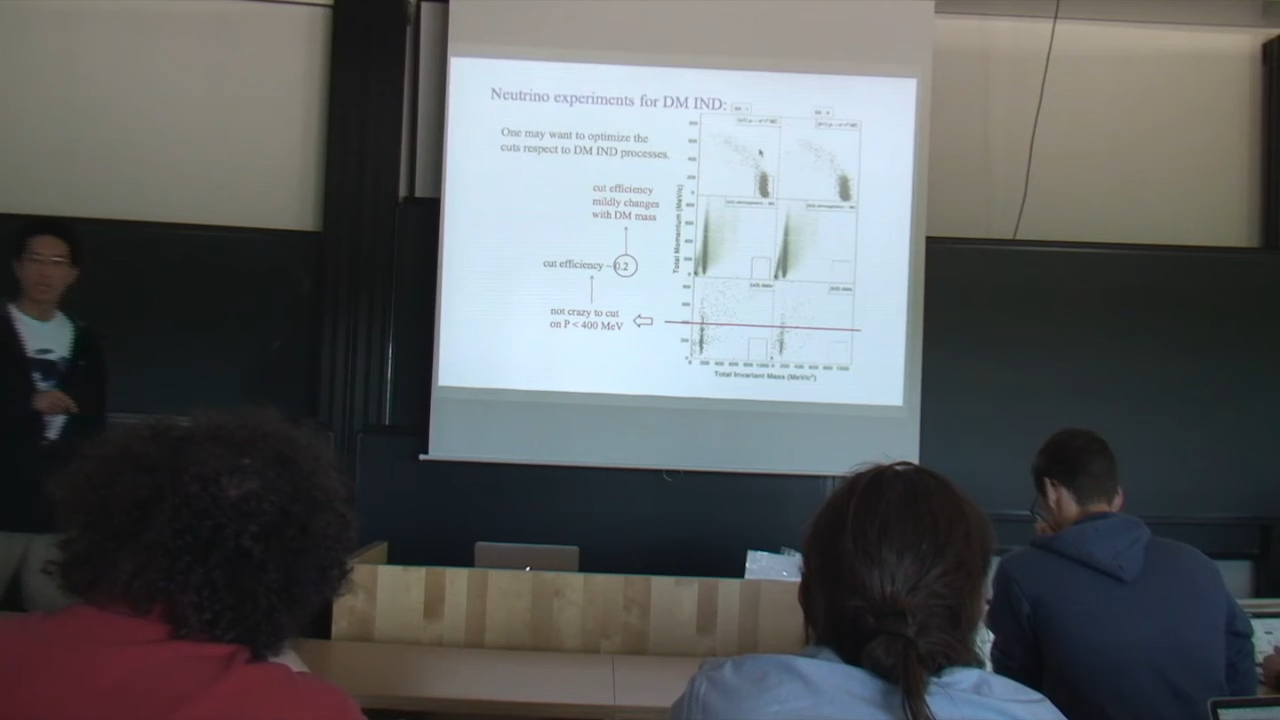 Neutrino experiments for DM IND:
One may want to optimize the
cuts respect to DM IND processes.
cut efficiency
mildly changes
with DM mass
cut efficiency ~ 0.2
not crazy to cut
on P < 400 MeV
Total Momentum (MeV/c)
Total Invariant Mass (MeV/c²)